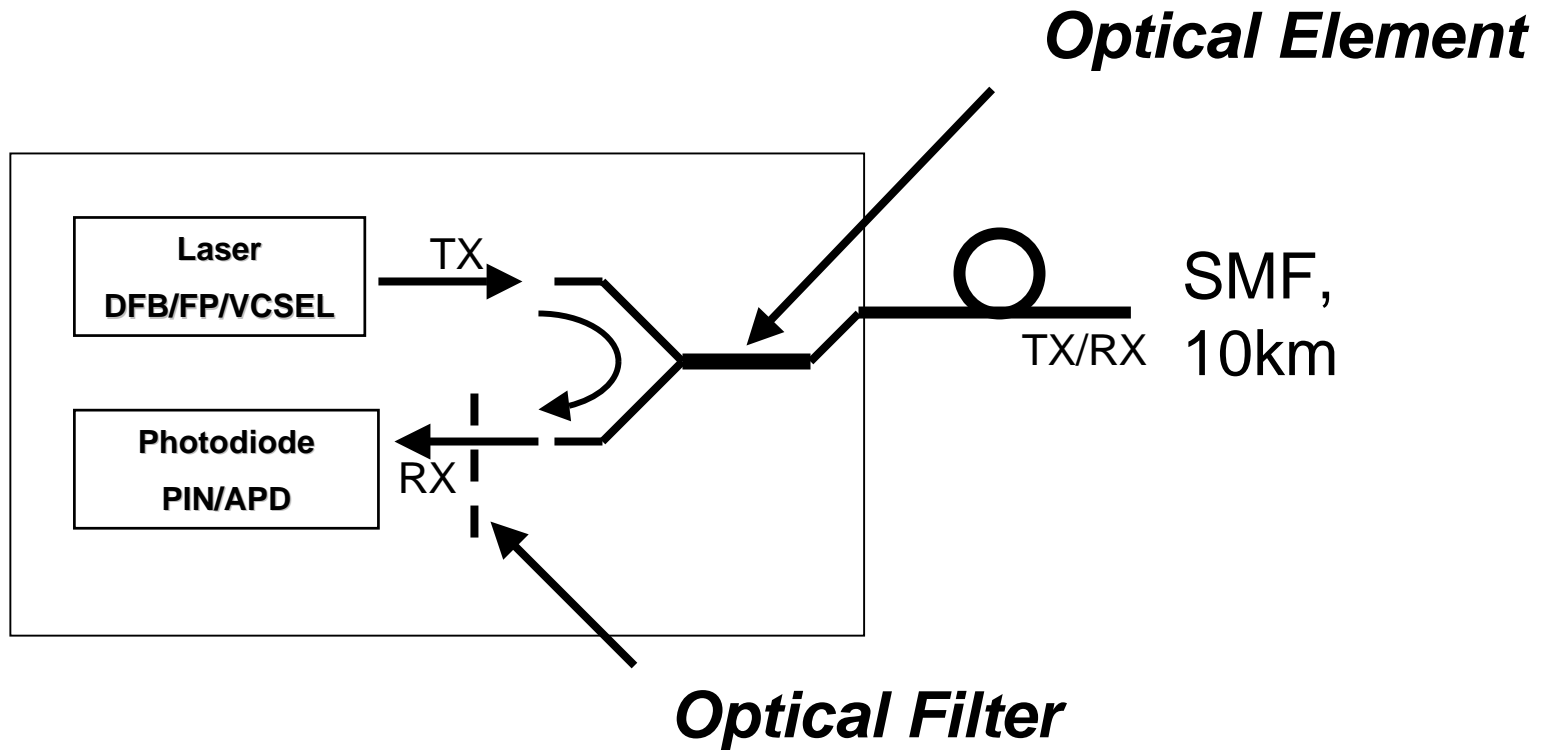 Optical Element
Laser
DFB/FP/VCSEL
TX
SMF,
10km
TX/RX
Photodiode
PIN/APD
RX
Optical Filter